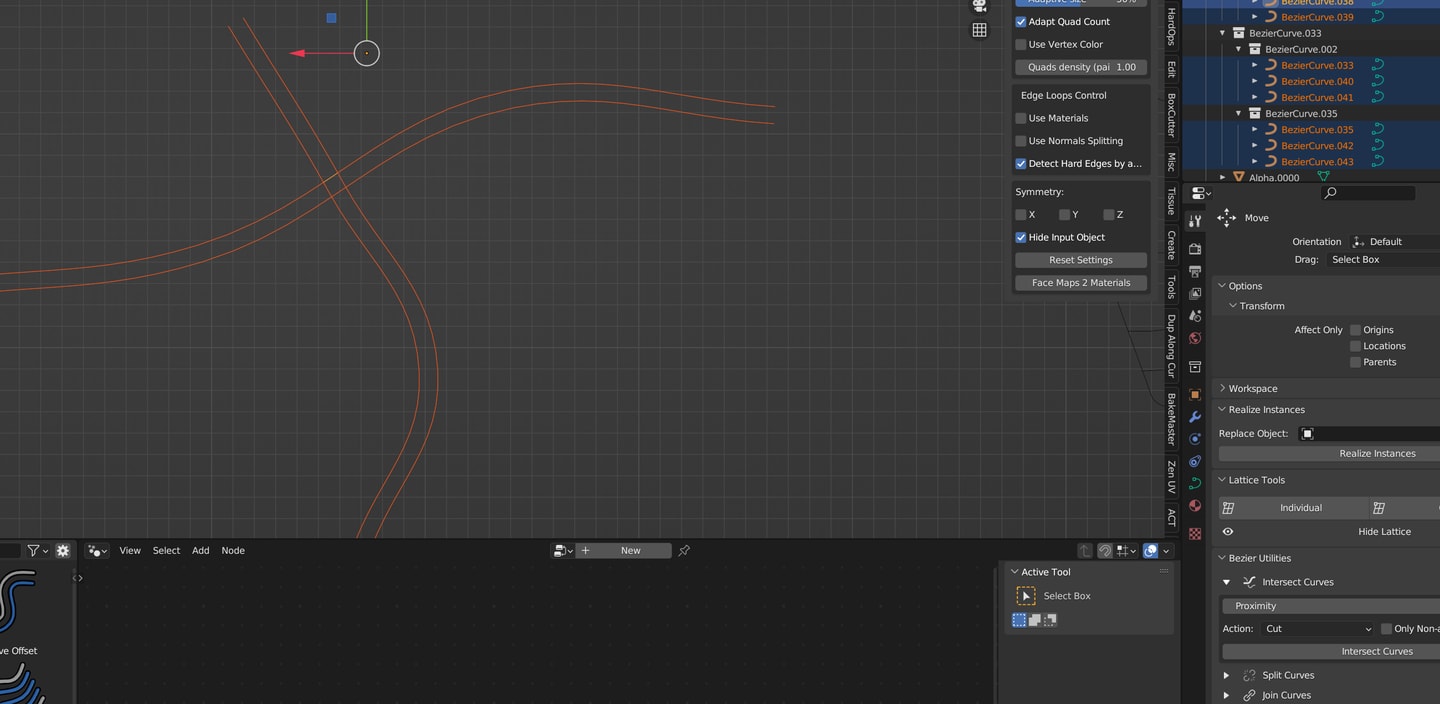 Adaptive size 50%
Adapt Quad Count
Use Vertex Color
Quads density (pai 1.00
Edge Loops Control
Use Materials
Use Normals Splitting
Detect Hard Edges by a...
Symmetry:
X Y Z
Hide Input Object
Reset Settings
Face Maps 2 Materials
HardOps
Edit
BoxCutter
Misc
Tissue
Create
Tools
Dup Along Cur
BakeMaster
Zen UV
ACT
BezierCurve.038
BezierCurve.039
BezierCurve.033
BezierCurve.002
BezierCurve.033
BezierCurve.040
BezierCurve.041
BezierCurve.035
BezierCurve.035
BezierCurve.042
BezierCurve.043
Alpha.0000
Move
Orientation Default
Drag: Select Box
Options
Transform
Affect Only Origins
Locations
Parents
Workspace
Realize Instances
Replace Object:
Realize Instances
Lattice Tools
Individual
Hide Lattice
Bezier Utilities
Intersect Curves
Proximity
Action: Cut Only Non-a
Intersect Curves
Split Curves
Join Curves
View Select Add Node
New
Active Tool
Select Box
ve Offset